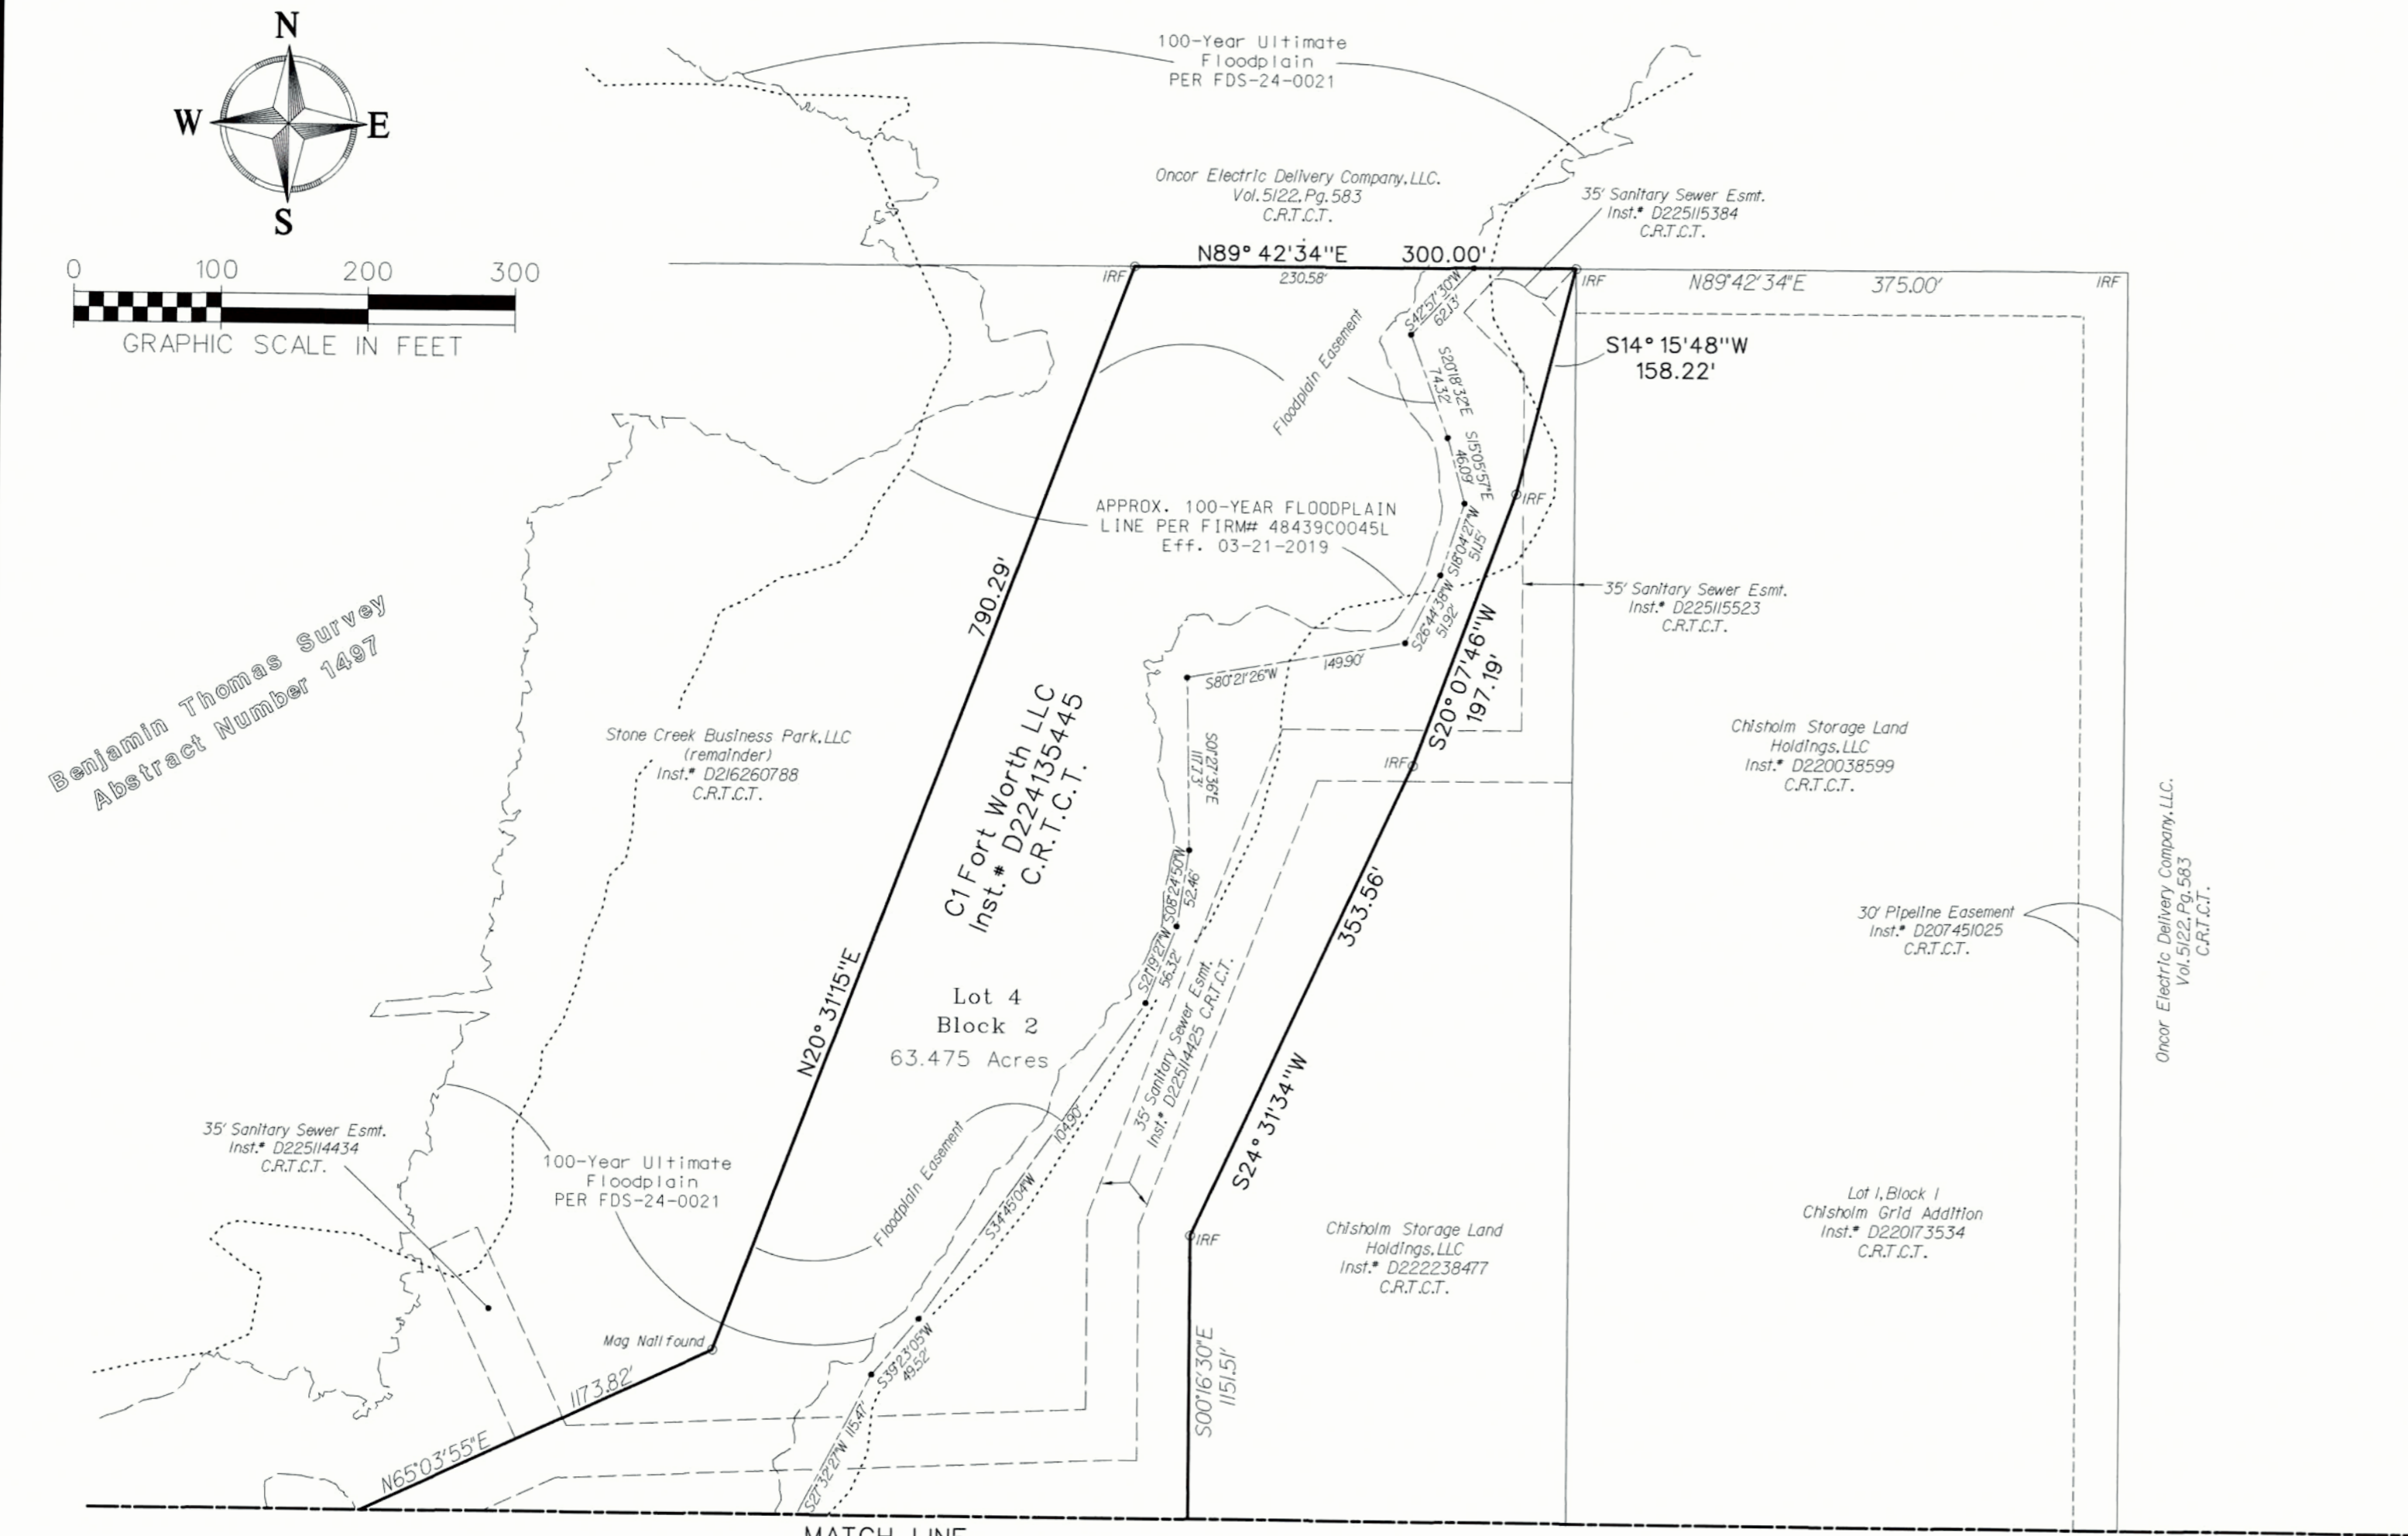 N
W
E
S
0 100 200 300
GRAPHIC SCALE IN FEET
100-Year Ultimate
Floodplain
PER FDS-24-0021
Oncor Electric Delivery Company, LLC.
Vol. 5122, Pg. 583
C.R.T.C.T.
35' Sanitary Sewer Esmt.
Inst.# D225115384
C.R.T.C.T.
N89° 42'34"E 300.00'
IRF
230.58'
IRF
N89°42'34"E 375.00'
IRF
S42°57'30"W
62.13'
Floodplain Easement
S14° 15'48"W
158.22'
S20°18'32"E
74.32'
S15°05'57"E
46.09'
IRF
APPROX. 100-YEAR FLOODPLAIN
LINE PER FIRM# 48439C0045L
Eff. 03-21-2019
S18°04'27"W
51.15'
790.29'
35' Sanitary Sewer Esmt.
Inst.# D225115523
C.R.T.C.T.
S26°44'38"W
51.92'
Benjamin Thomas Survey
Abstract Number 1497
S80°21'26"W 149.90'
S20° 07'46"W
197.19'
Stone Creek Business Park, LLC
(remainder)
Inst.# D216260788
C.R.T.C.T.
C1 Fort Worth LLC
Inst.# D224135445
C.R.T.C.T.
S01°27'36"E
117.73'
IRF
Chisholm Storage Land
Holdings, LLC
Inst.# D220038599
C.R.T.C.T.
S08°24'50"W
52.46'
353.56'
30' Pipeline Easement
Inst.# D207451025
C.R.T.C.T.
Oncor Electric Delivery Company, LLC.
Vol. 5122, Pg. 583
C.R.T.C.T.
S21°19'27"W
56.32'
N20° 31'15"E
Lot 4
Block 2
63.475 Acres
35' Sanitary Sewer Esmt.
Inst.# D225114425 C.R.T.C.T.
104.90'
S24° 31'34"W
35' Sanitary Sewer Esmt.
Inst.# D225114434
C.R.T.C.T.
100-Year Ultimate
Floodplain
PER FDS-24-0021
Floodplain Easement
S34°45'04"W
IRF
Chisholm Storage Land
Holdings, LLC
Inst.# D222238477
C.R.T.C.T.
Lot 1, Block 1
Chisholm Grid Addition
Inst.# D220173534
C.R.T.C.T.
Mag Nail found
S39°23'05"W
49.52'
S00°16'30"E
1151.51'
N65°03'55"E 1173.82'
S27°32'27"W 115.47'
MATCH LINE